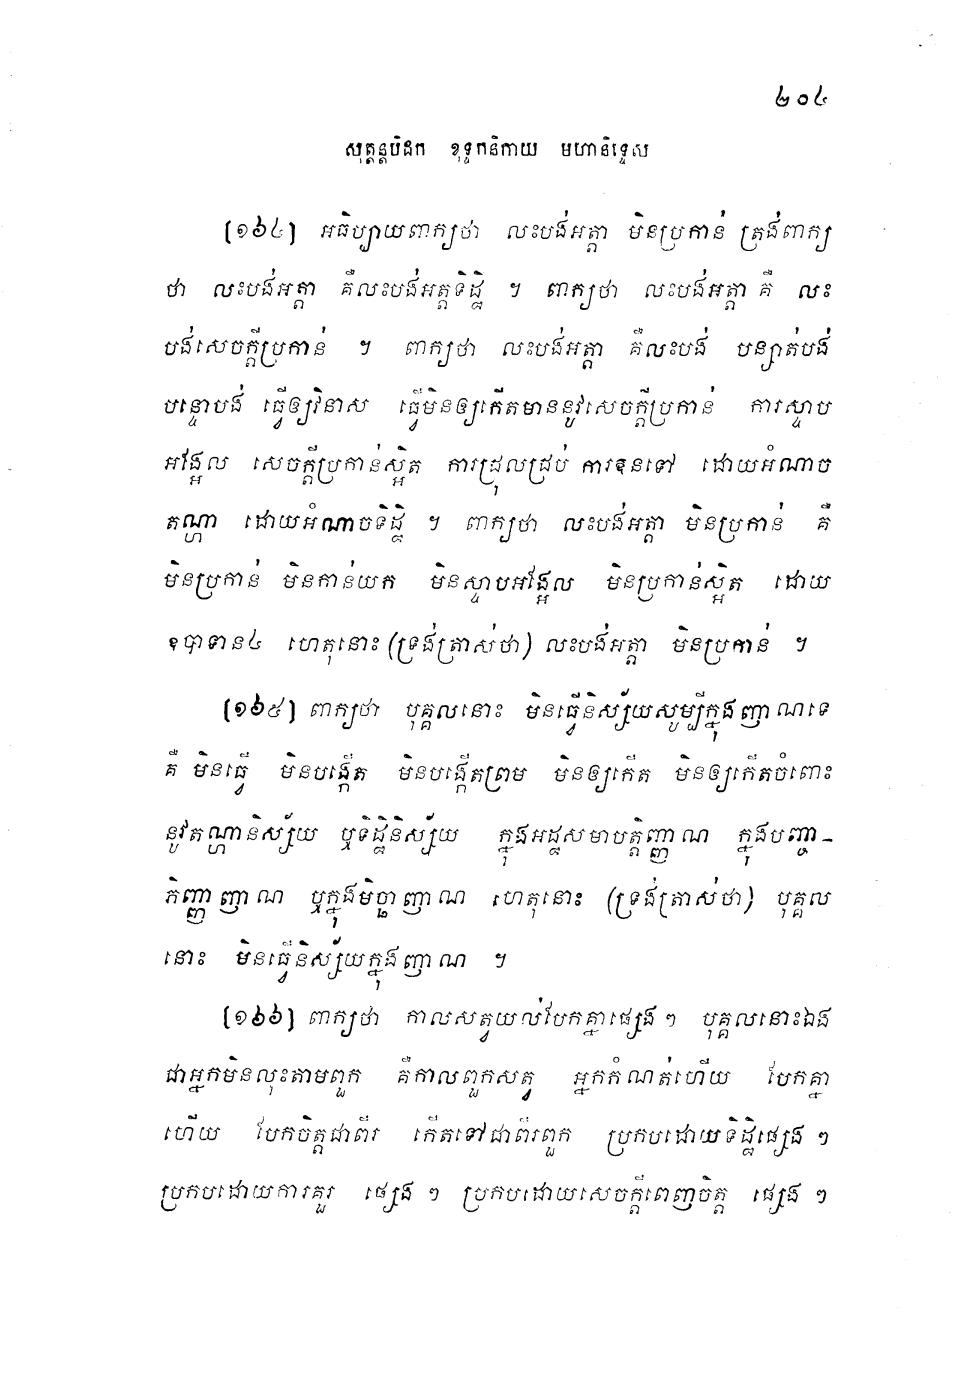 ២០៤
សុត្តន្តបិដក ខុទ្ទកនិកាយ មហានិទ្ទេស
[១៦៤] អធិប្បាយពាក្យថា លះបង់អត្តា មិនប្រកាន់ ត្រង់ពាក្យ
ថា លះបង់អត្តា គឺលះបង់អត្តទិដ្ឋិ ។ ពាក្យថា លះបង់អត្តា គឺ លះ
បង់សេចក្តីប្រកាន់ ។ ពាក្យថា លះបង់អត្តា គឺលះបង់ បន្សាត់បង់
បន្ទោបង់ ធ្វើឲ្យវិនាស ធ្វើមិនឲ្យកើតមាននូវសេចក្តីប្រកាន់ ការស្ទាប
អង្អែល សេចក្តីប្រកាន់ស្អិត ការជ្រុលជ្រប់ ការឱនទៅ ដោយអំណាច
តណ្ហា ដោយអំណាចទិដ្ឋិ ។ ពាក្យថា លះបង់អត្តា មិនប្រកាន់ គឺ
មិនប្រកាន់ មិនកាន់យក មិនស្ទាបអង្អែល មិនប្រកាន់ស្អិត ដោយ
ឧបាទាន៤ ហេតុនោះ (ទ្រង់ត្រាស់ថា) លះបង់អត្តា មិនប្រកាន់ ។
[១៦៥] ពាក្យថា បុគ្គលនោះ មិនធ្វើនិស្ស័យសូម្បីក្នុងញាណទេ
គឺ មិនធ្វើ មិនបង្កើត មិនបង្កើតព្រម មិនឲ្យកើត មិនឲ្យកើតចំពោះ
នូវតណ្ហានិស្ស័យ ឬទិដ្ឋិនិស្ស័យ ក្នុងអដ្ឋសមាបត្តិញ្ញាណ ក្នុងបញ្ចា-
ភិញ្ញាញាណ ឬក្នុងមិច្ឆាញាណ ហេតុនោះ (ទ្រង់ត្រាស់ថា) បុគ្គល
នោះ មិនធ្វើនិស្ស័យក្នុងញាណ ។
[១៦៦] ពាក្យថា កាលសត្វយល់បែកគ្នាផ្សេង ៗ បុគ្គលនោះឯង
ជាអ្នកមិនលុះតាមពួក គឺកាលពួកសត្វ អ្នកកំណត់ហើយ បែកគ្នា
ហើយ បែកចិត្តជាពីរ កើតទៅជាពីរពួក ប្រកបដោយទិដ្ឋិផ្សេង ៗ
ប្រកបដោយការគួរ ផ្សេង ៗ ប្រកបដោយសេចក្តីពេញចិត្ត ផ្សេង ៗ